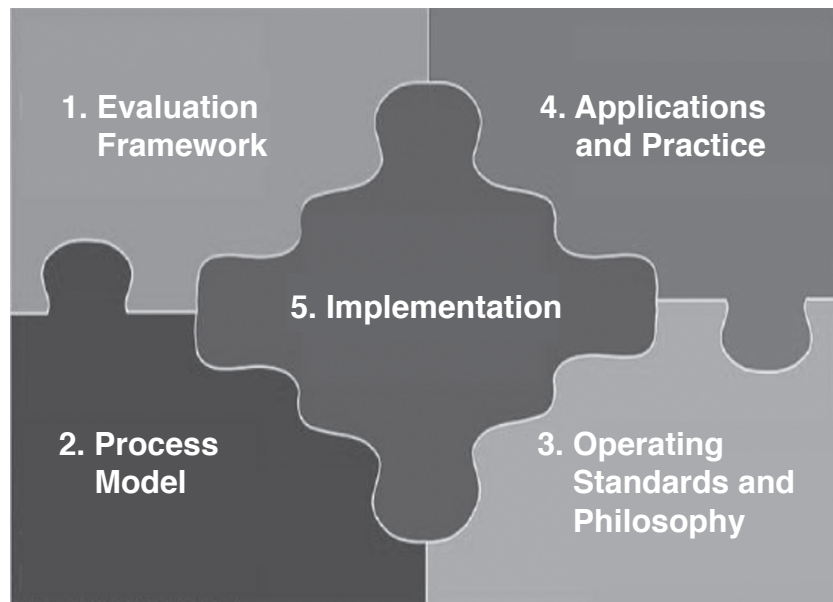 1. Evaluation
Framework
4. Applications
and Practice
5. Implementation
2. Process
Model
3. Operating
Standards and
Philosophy